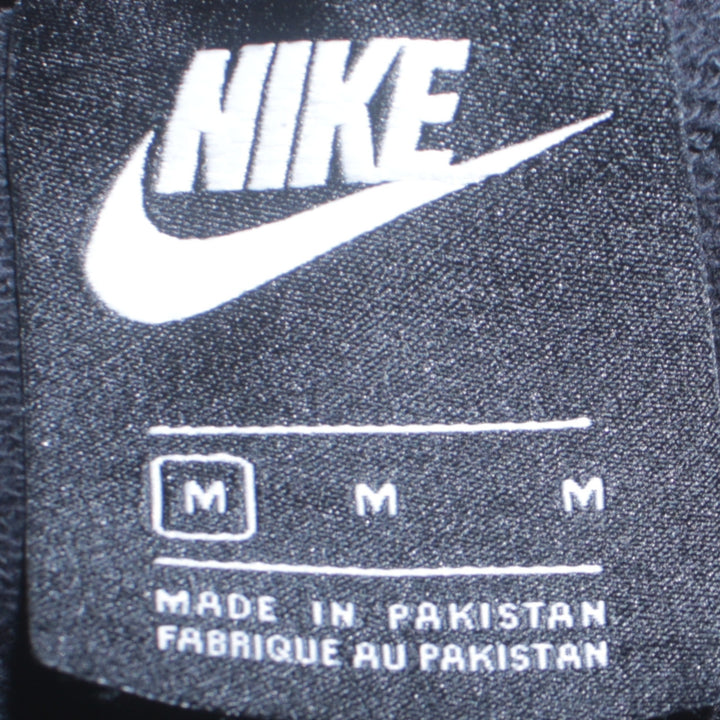 NIKE
M M M
MADE IN PAKISTAN
FABRIQUE AU PAKISTAN